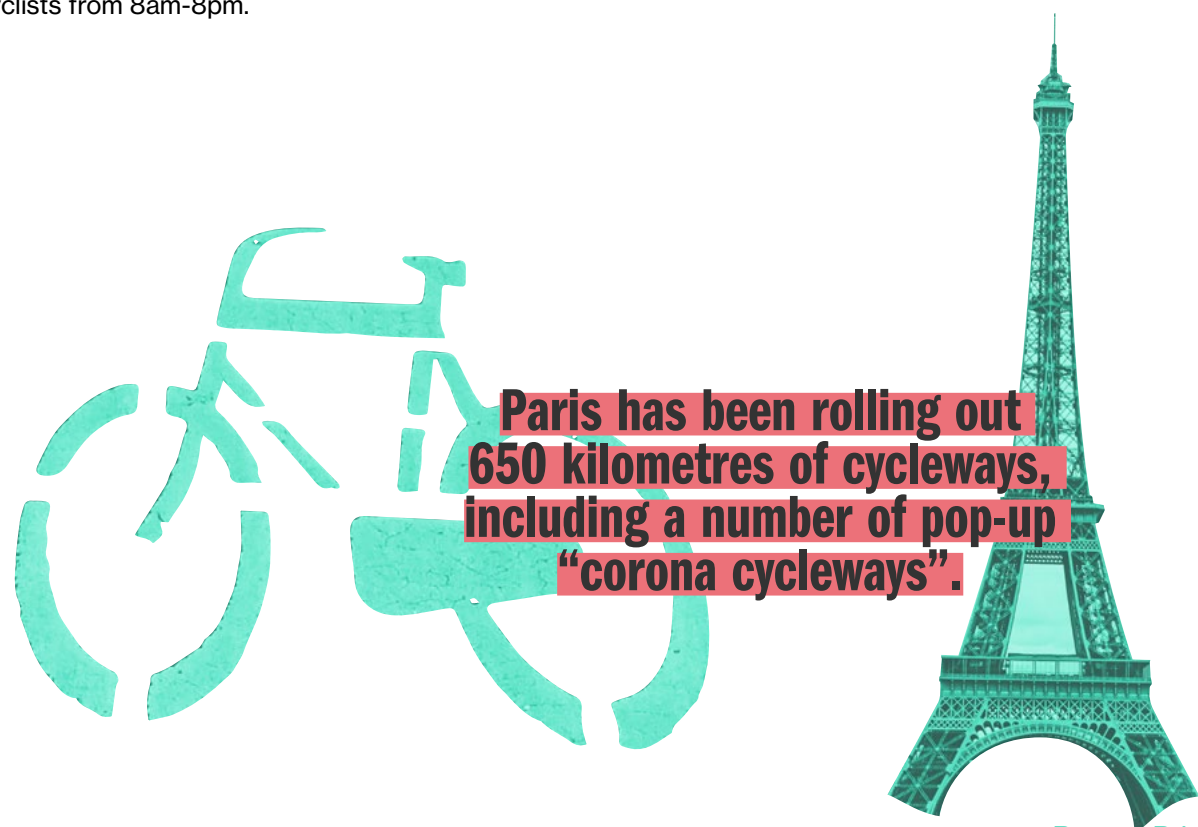 from 8am-8pm.
Paris has been rolling out
650 kilometres of cycleways,
including a number of pop-up
“corona cycleways”.